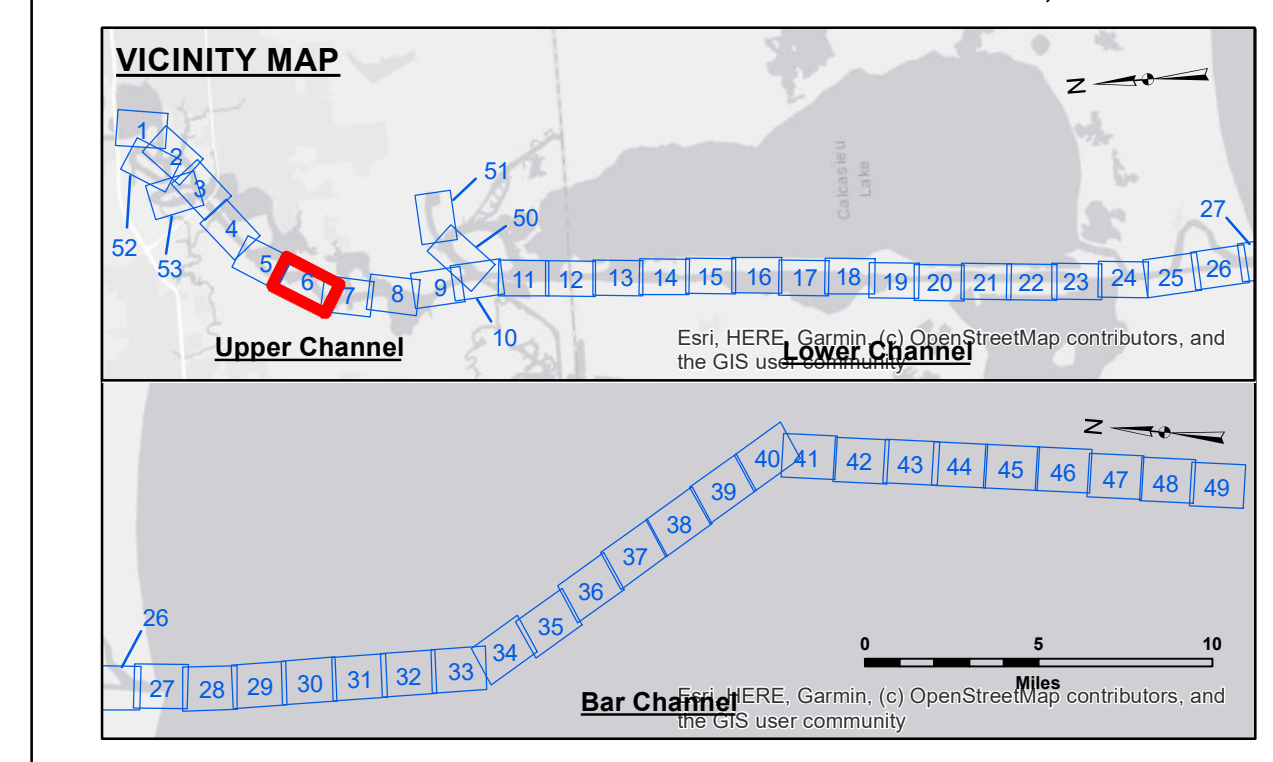 VICINITY MAP
N
1
2
3
4
5
6
7
8
9
10
11 12 13 14 15 16 17 18 19 20 21 22 23 24 25 26
27
50
51
52
53
Calcasieu
Lake
Upper Channel
Lower Channel
Esri, HERE, Garmin, (c) OpenStreetMap contributors, and
the GIS user community
N
26
27 28 29 30 31 32 33
34
35
36
37
38
39
40 41 42 43 44 45 46 47 48 49
0 5 10
Miles
Bar Channel
Esri, HERE, Garmin, (c) OpenStreetMap contributors, and
the GIS user community